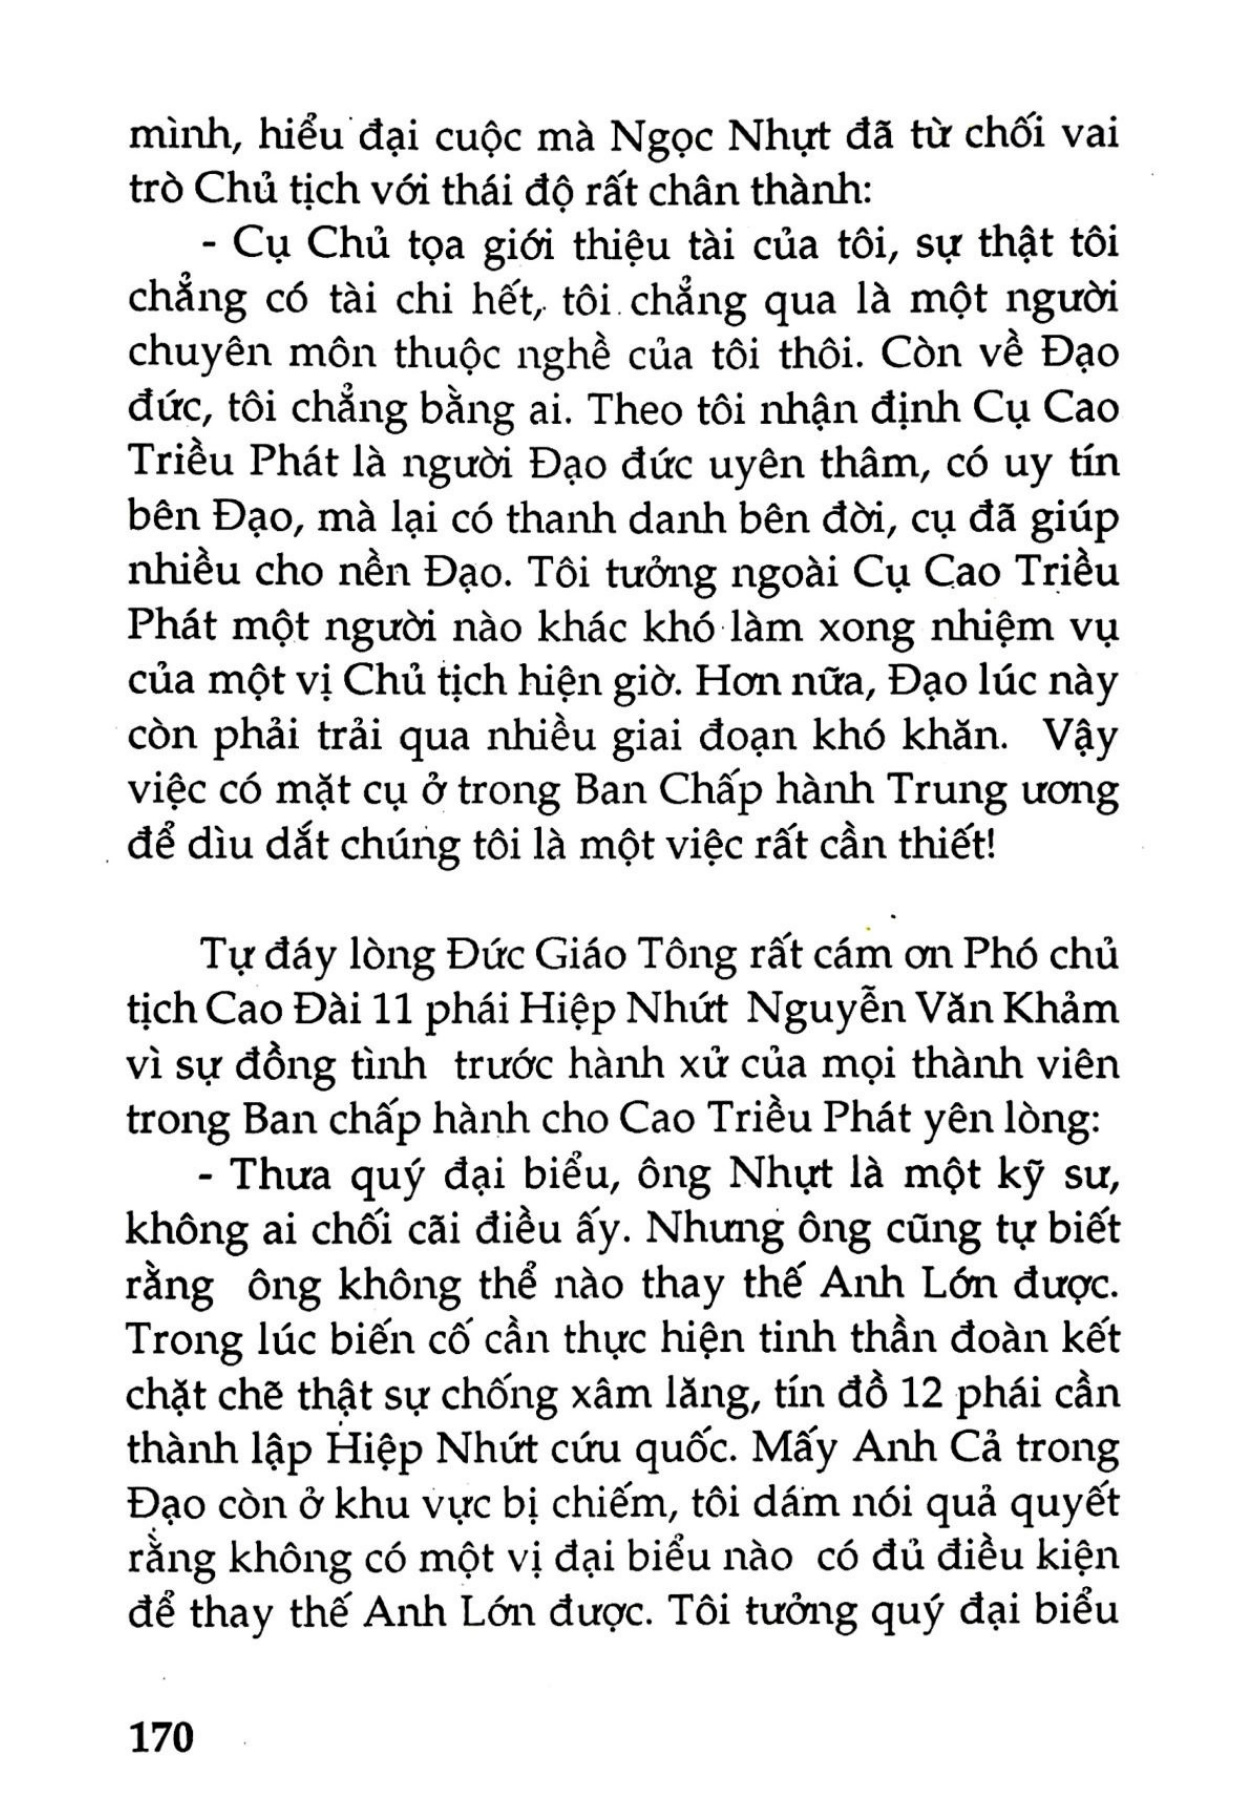 mình, hiểu đại cuộc mà Ngọc Nhựt đã từ chối vai
trò Chủ tịch với thái độ rất chân thành:
- Cụ Chủ tọa giới thiệu tài của tôi, sự thật tôi
chẳng có tài chi hết, tôi chẳng qua là một người
chuyên môn thuộc nghề của tôi thôi. Còn về Đạo
đức, tôi chẳng bằng ai. Theo tôi nhận định Cụ Cao
Triều Phát là người Đạo đức uyên thâm, có uy tín
bên Đạo, mà lại có thanh danh bên đời, cụ đã giúp
nhiều cho nền Đạo. Tôi tưởng ngoài Cụ Cao Triều
Phát một người nào khác khó làm xong nhiệm vụ
của một vị Chủ tịch hiện giờ. Hơn nữa, Đạo lúc này
còn phải trải qua nhiều giai đoạn khó khăn. Vậy
việc có mặt cụ ở trong Ban Chấp hành Trung ương
để dìu dắt chúng tôi là một việc rất cần thiết!
Tự đáy lòng Đức Giáo Tông rất cám ơn Phó chủ
tịch Cao Đài 11 phái Hiệp Nhứt Nguyễn Văn Khảm
vì sự đồng tình trước hành xử của mọi thành viên
trong Ban chấp hành cho Cao Triều Phát yên lòng:
- Thưa quý đại biểu, ông Nhựt là một kỹ sư,
không ai chối cãi điều ấy. Nhưng ông cũng tự biết
rằng ông không thể nào thay thế Anh Lớn được.
Trong lúc biến cố cần thực hiện tinh thần đoàn kết
chặt chẽ thật sự chống xâm lăng, tín đồ 12 phái cần
thành lập Hiệp Nhứt cứu quốc. Mấy Anh Cả trong
Đạo còn ở khu vực bị chiếm, tôi dám nói quả quyết
rằng không có một vị đại biểu nào có đủ điều kiện
để thay thế Anh Lớn được. Tôi tưởng quý đại biểu
170